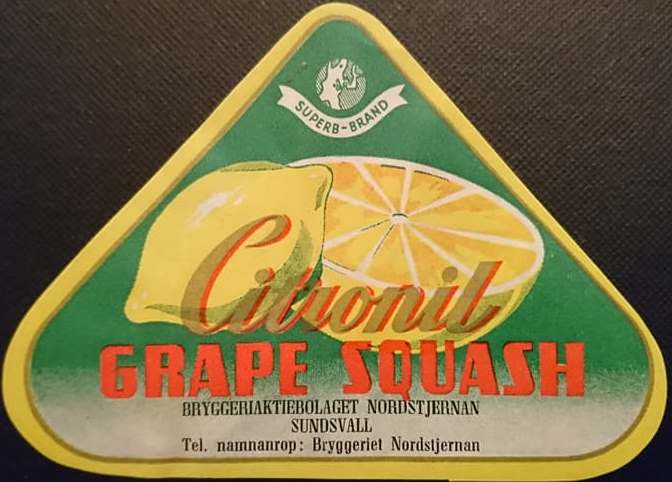 SUPERB-BRAND
Citronil
GRAPE SQUASH
BRYGGERIAKTIEBOLAGET NORDSTJERNAN
SUNDSVALL
Tel. namnanrop: Bryggeriet Nordstjernan